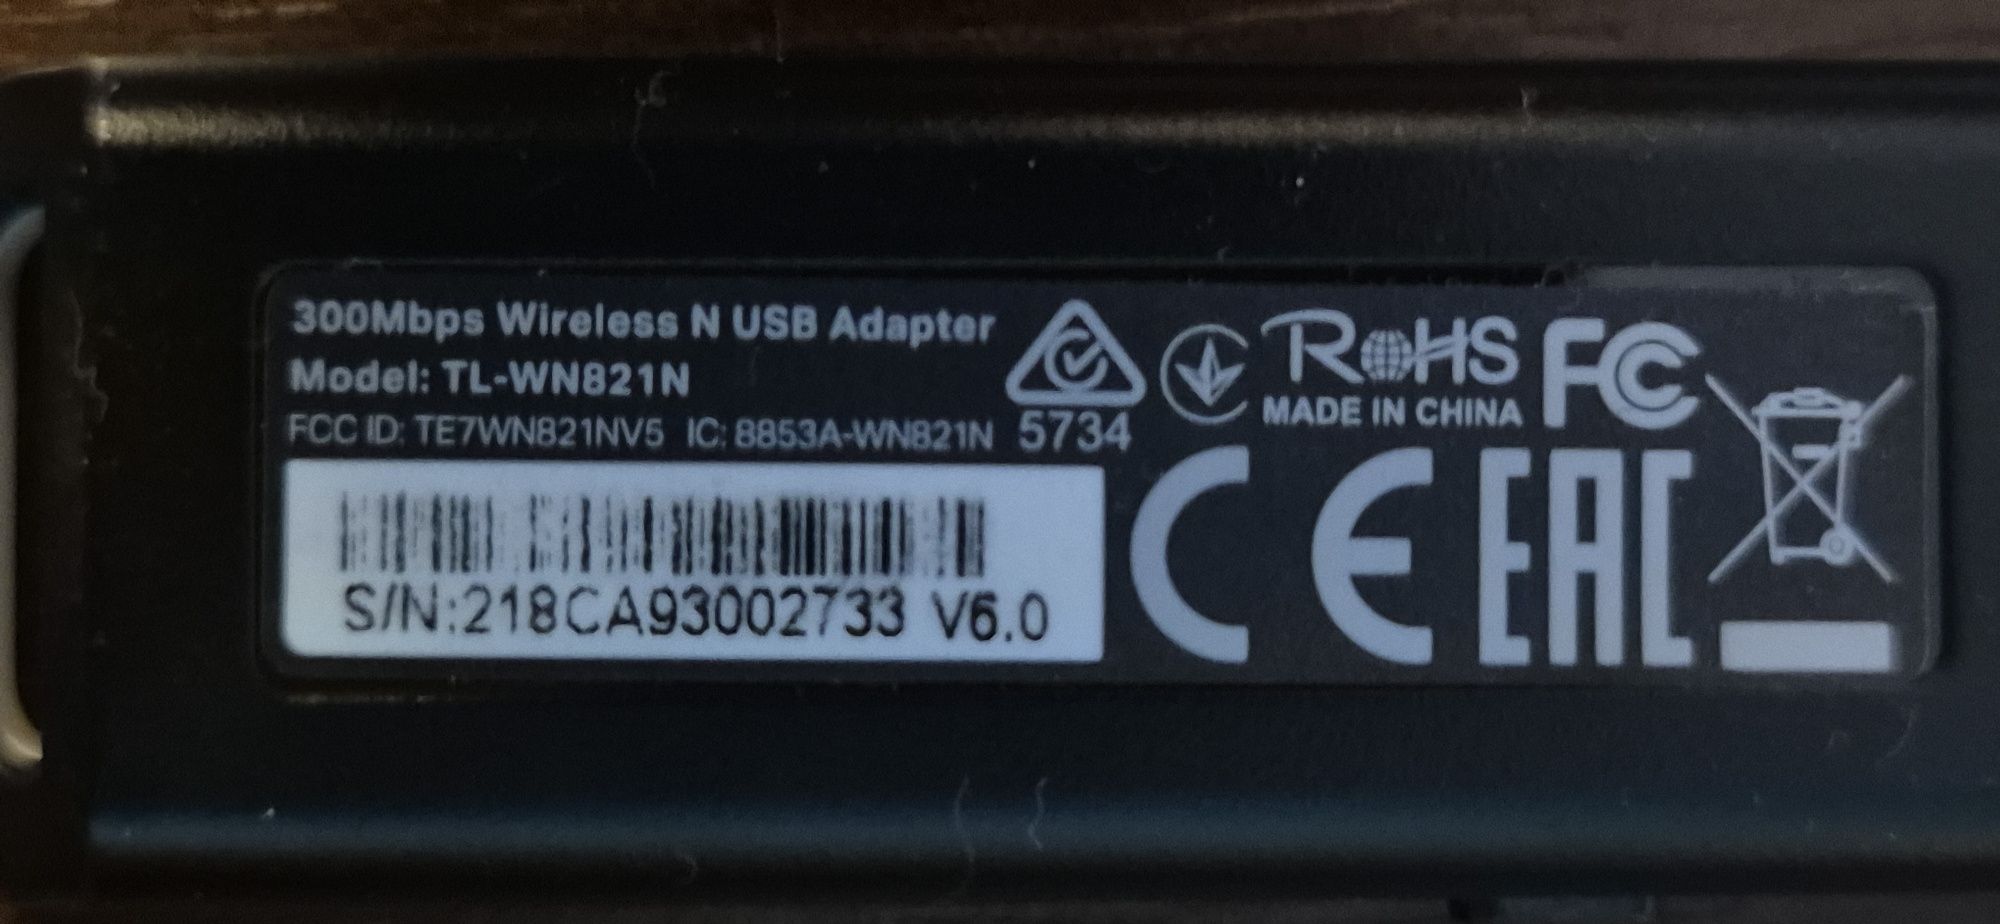 300Mbps Wireless N USB Adapter
Model: TL-WN821N
FCC ID: TE7WN821NV5 IC: 8853A-WN821N
5734
RoHS
MADE IN CHINA
FC
CE
EAC
S/N:218CA93002733 V6.0